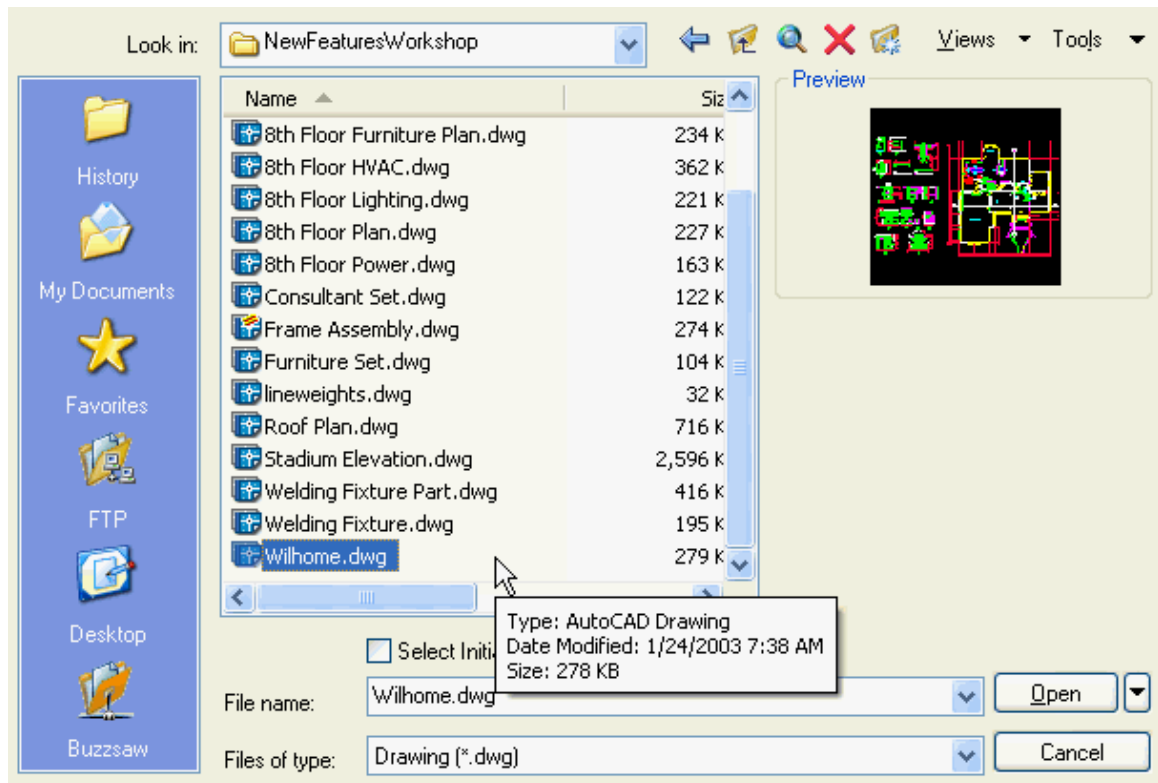 Look in: NewFeaturesWorkshop Views Tools
History
My Documents
Favorites
FTP
Desktop
Buzzsaw
Name Siz
8th Floor Furniture Plan.dwg 234 K
8th Floor HVAC.dwg 362 K
8th Floor Lighting.dwg 221 K
8th Floor Plan.dwg 227 K
8th Floor Power.dwg 163 K
Consultant Set.dwg 122 K
Frame Assembly.dwg 274 K
Furniture Set.dwg 104 K
lineweights.dwg 32 K
Roof Plan.dwg 716 K
Stadium Elevation.dwg 2,596 K
Welding Fixture Part.dwg 416 K
Welding Fixture.dwg 195 K
Wilhome.dwg 279 K
Preview
Type: AutoCAD Drawing
Date Modified: 1/24/2003 7:38 AM
Size: 278 KB
Select Initi
File name: Wilhome.dwg Open
Files of type: Drawing (*.dwg) Cancel